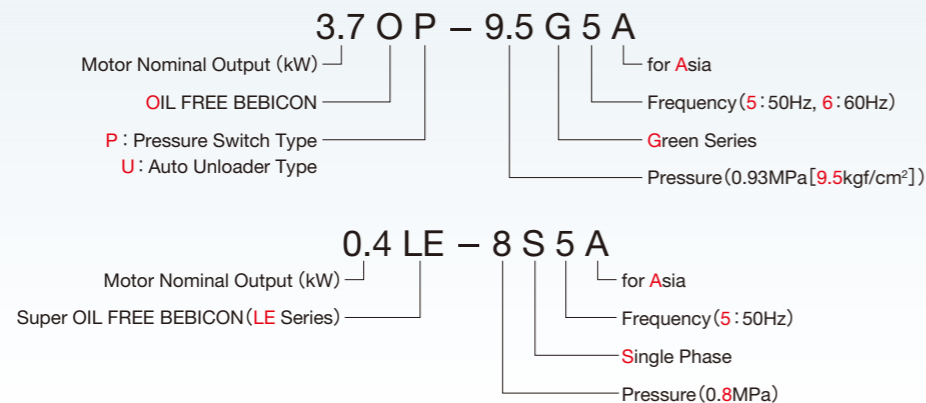 3.7 O P – 9.5 G 5 A
Motor Nominal Output (kW)
for Asia
OIL FREE BEBICON
Frequency(5:50Hz, 6:60Hz)
P : Pressure Switch Type
Green Series
U : Auto Unloader Type
Pressure(0.93MPa[9.5kgf/cm²])
0.4 LE – 8 S 5 A
Motor Nominal Output (kW)
for Asia
Super OIL FREE BEBICON(LE Series)
Frequency(5:50Hz)
Single Phase
Pressure(0.8MPa)